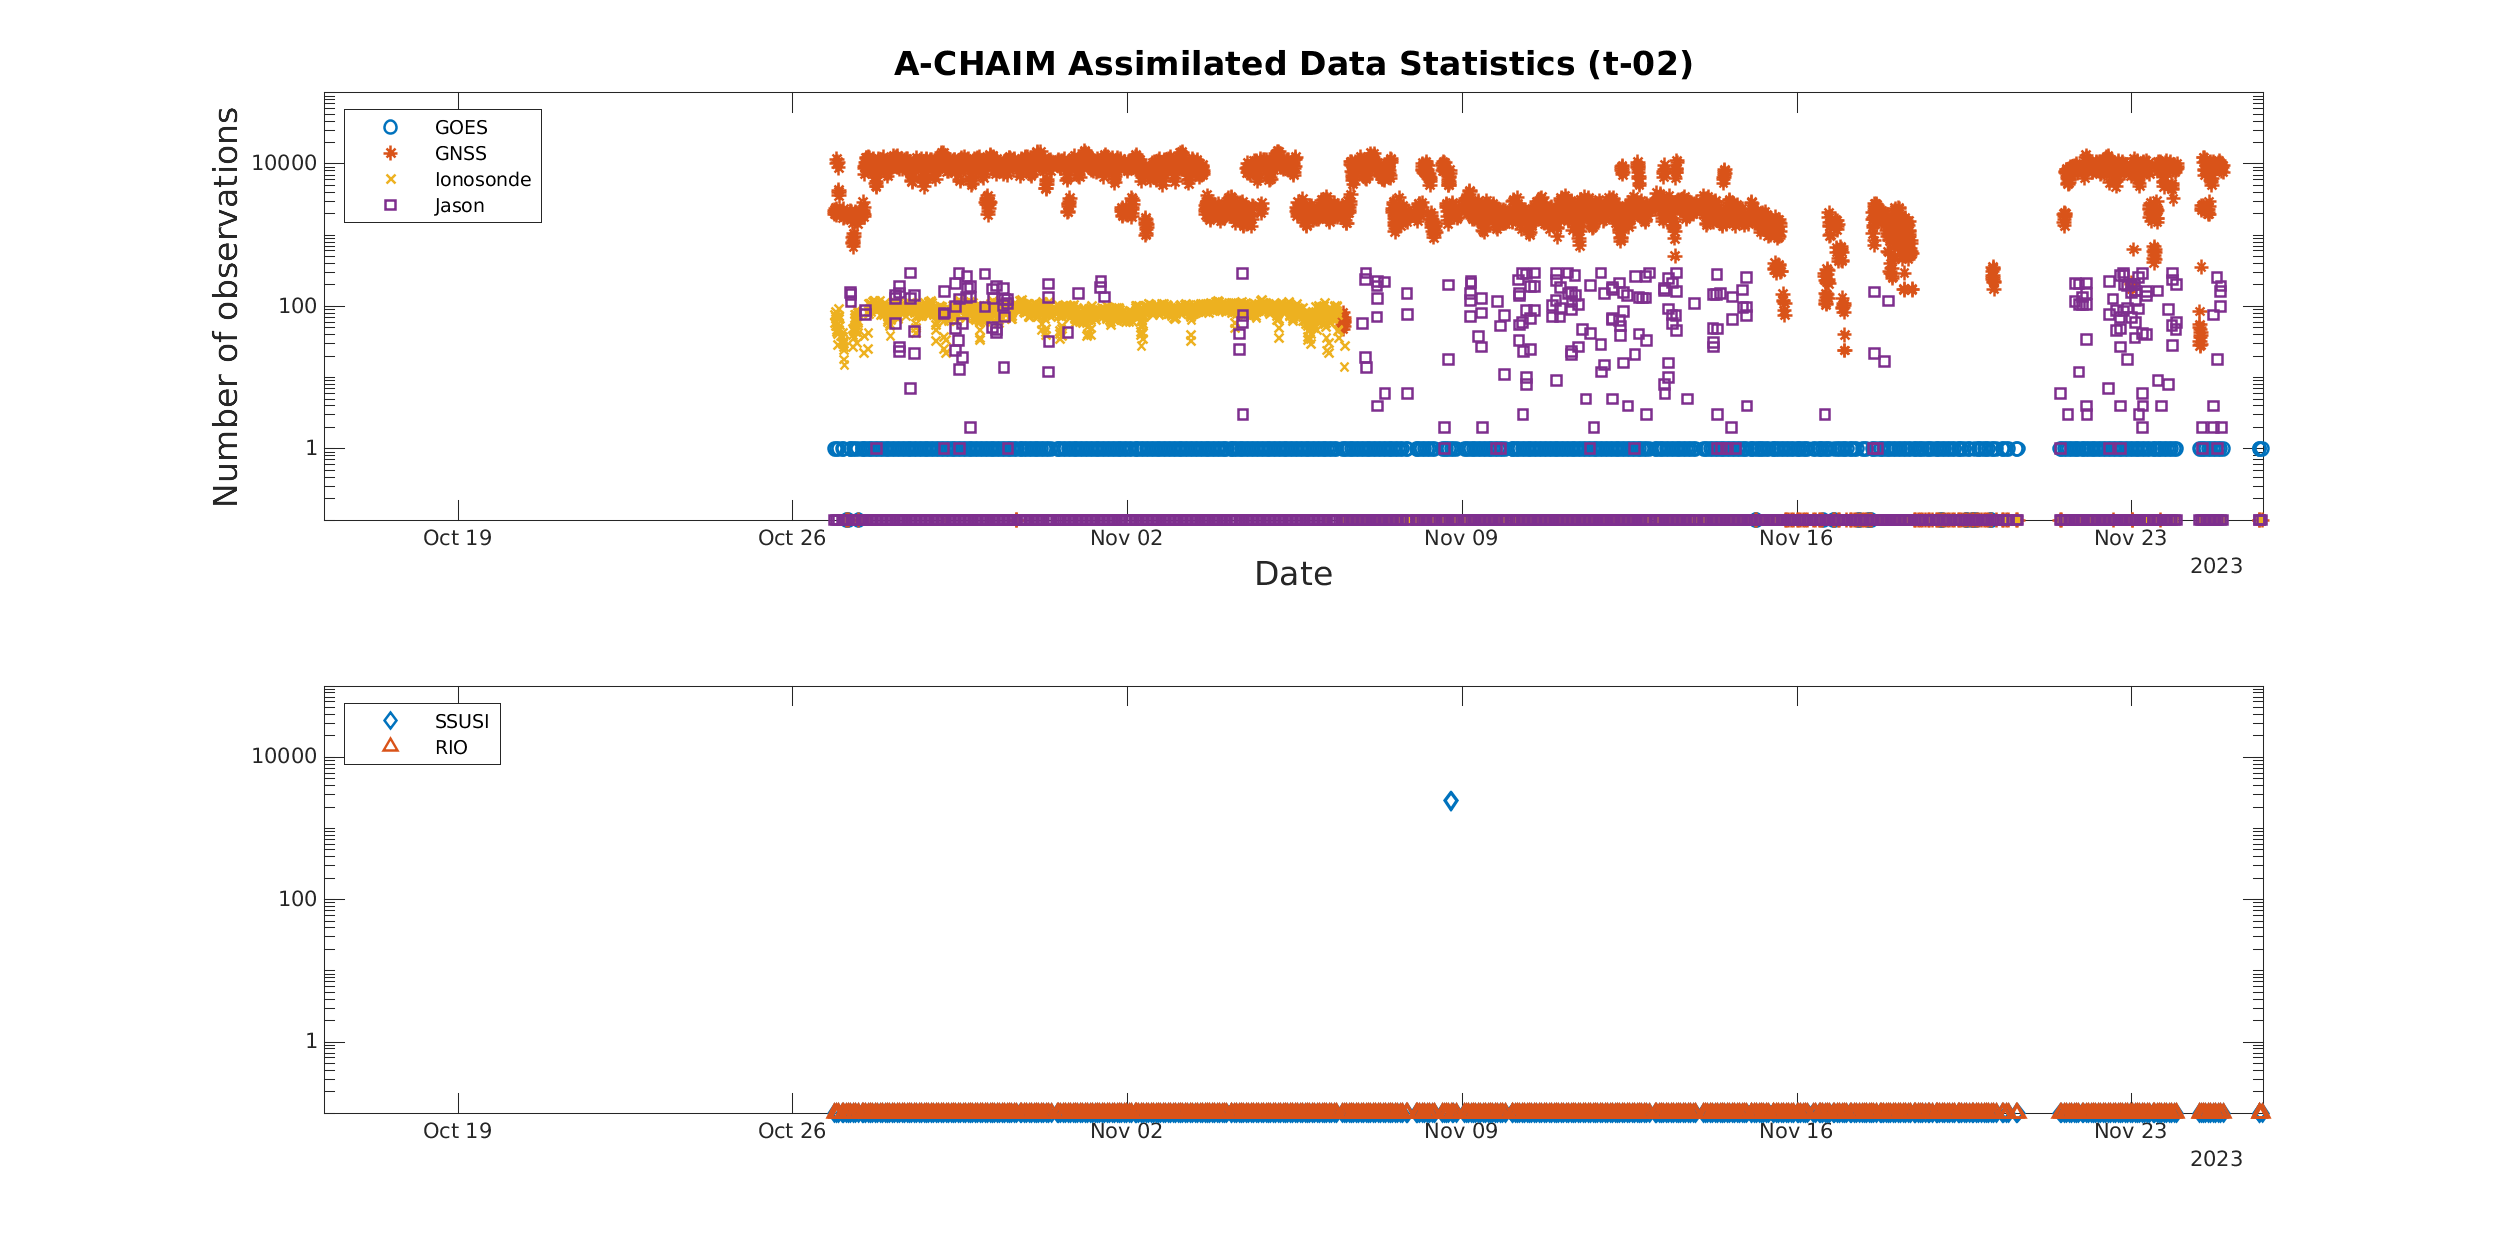 A-CHAIM Assimilated Data Statistics (t-02)
Number of observations
10000
100
1
GOES
GNSS
Ionosonde
Jason
Oct 19
Oct 26
Nov 02
Nov 09
Nov 16
Nov 23
2023
Date
10000
100
1
SSUSI
RIO
Oct 19
Oct 26
Nov 02
Nov 09
Nov 16
Nov 23
2023